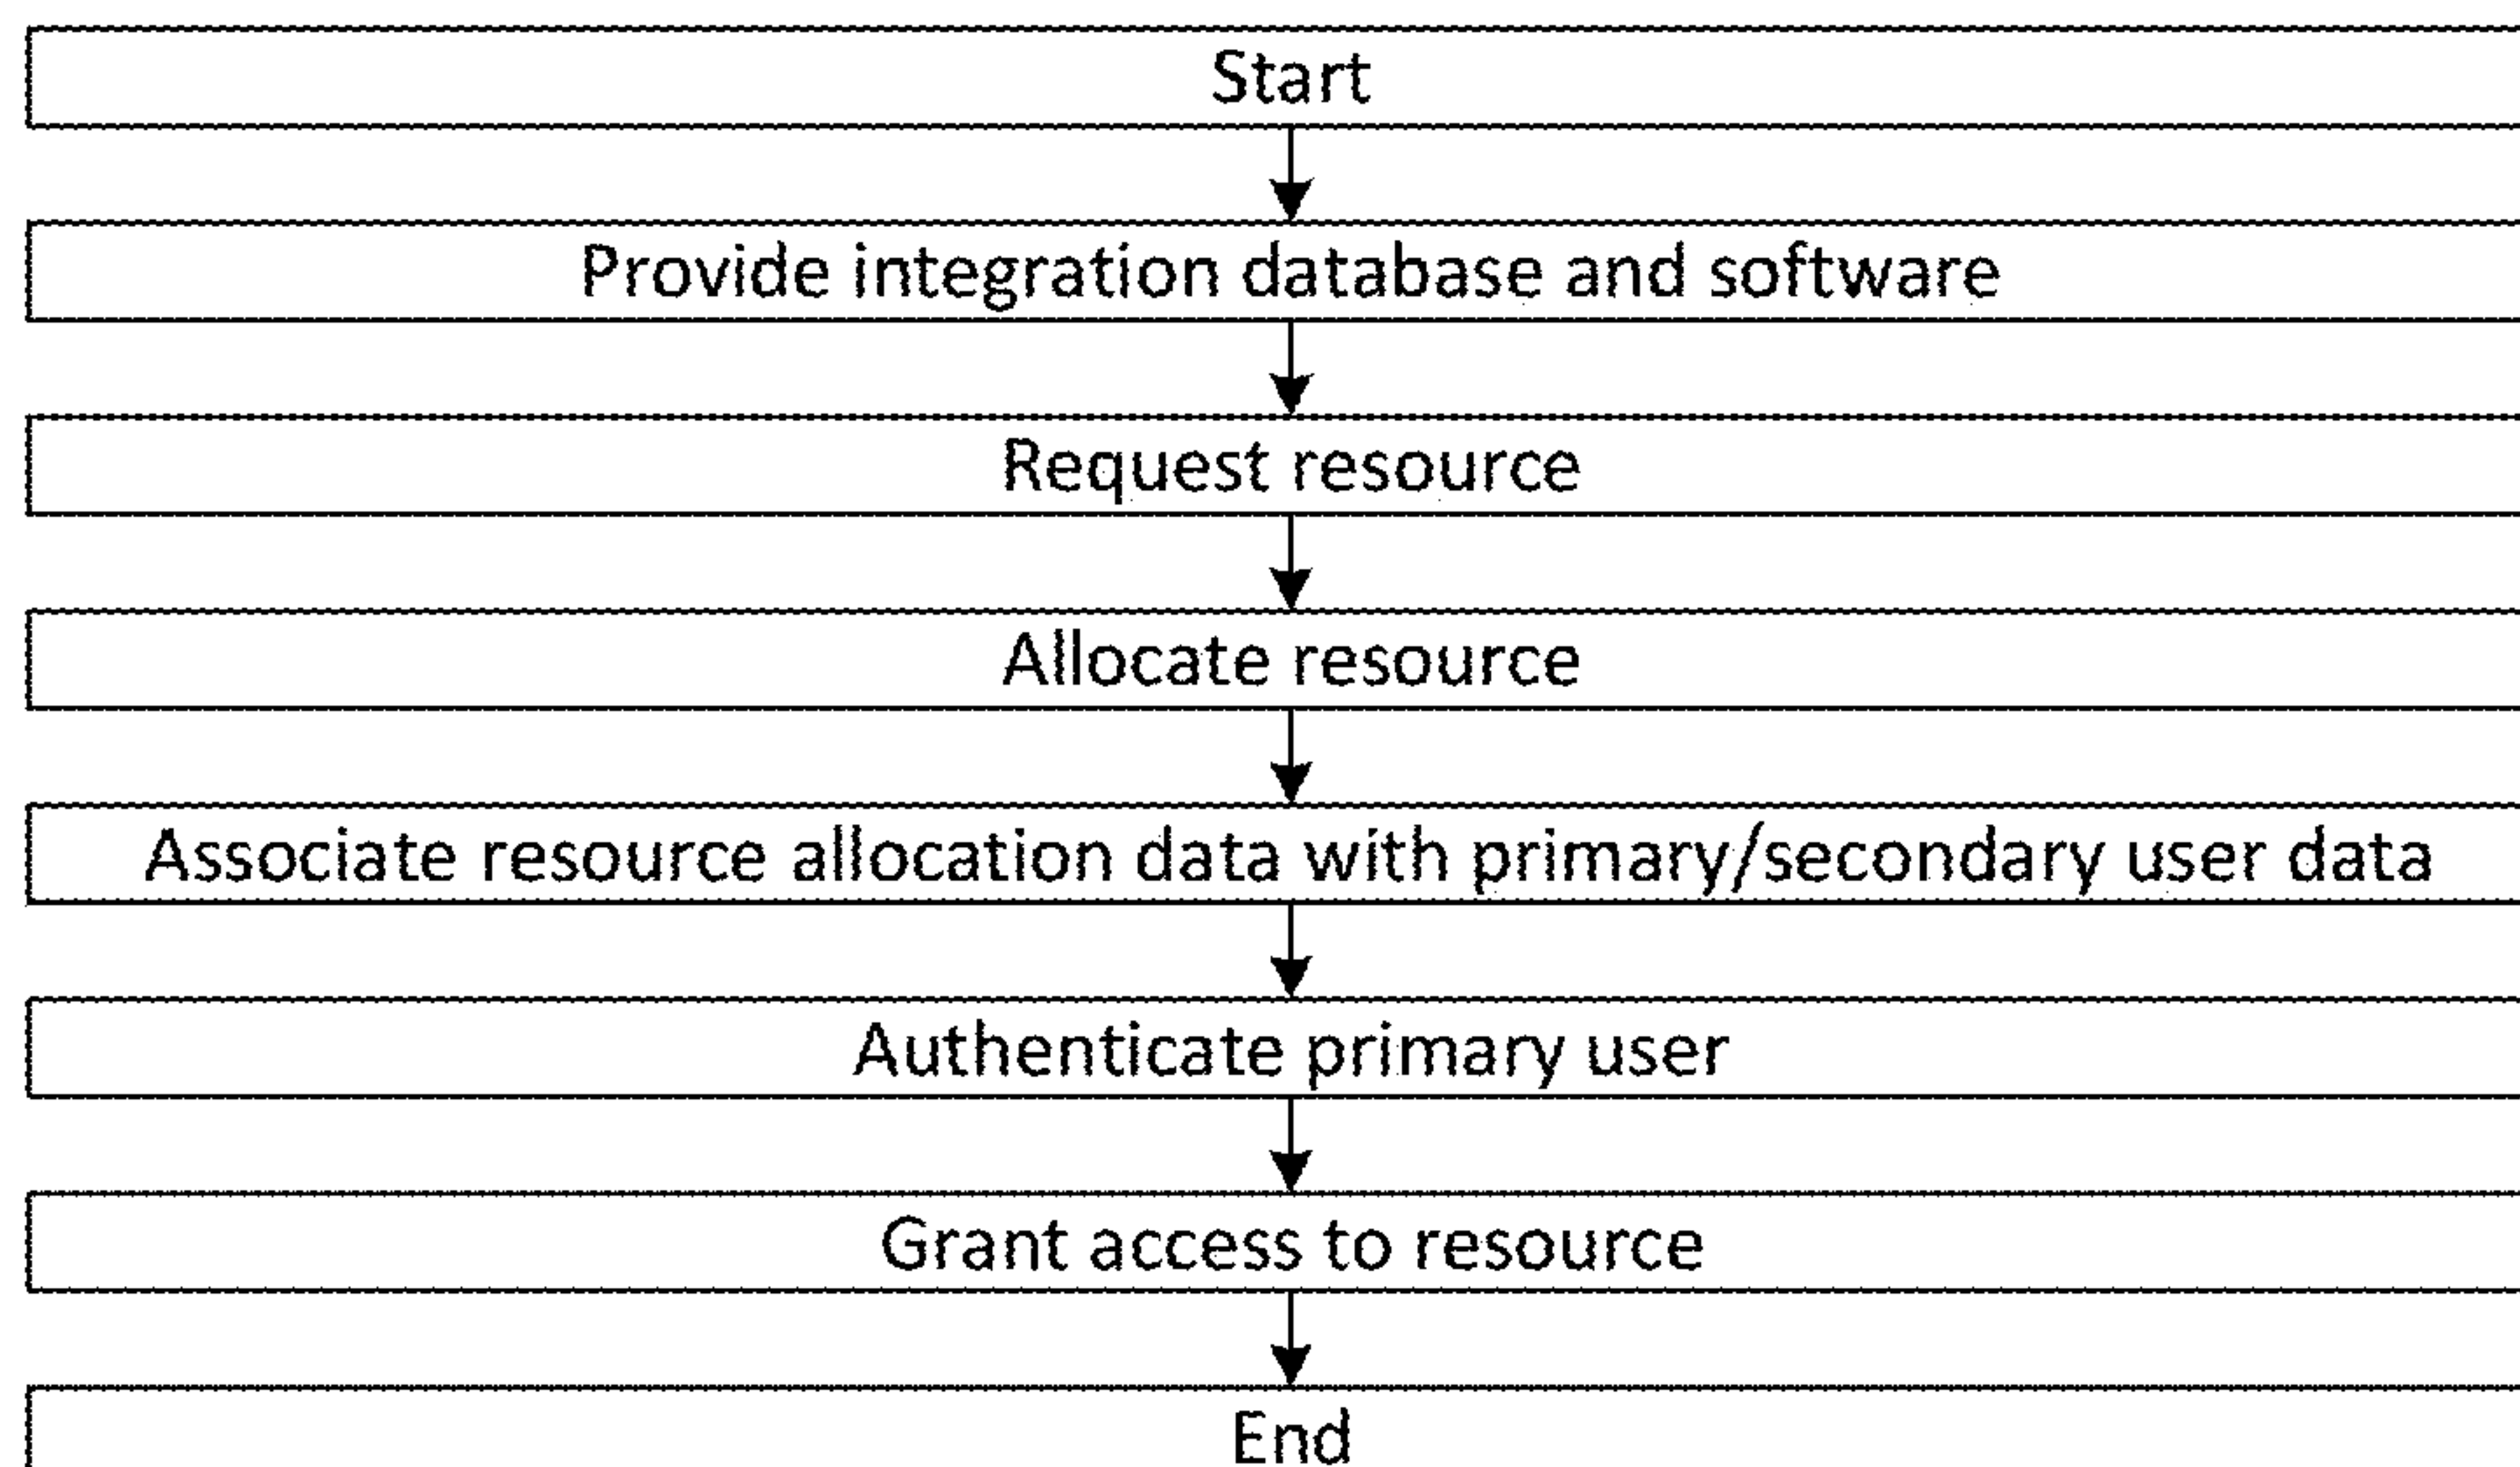 Start
Provide integration database and software
Request resource
Allocate resource
Associate resource allocation data with primary/secondary user data
Authenticate primary user
Grant access to resource
End